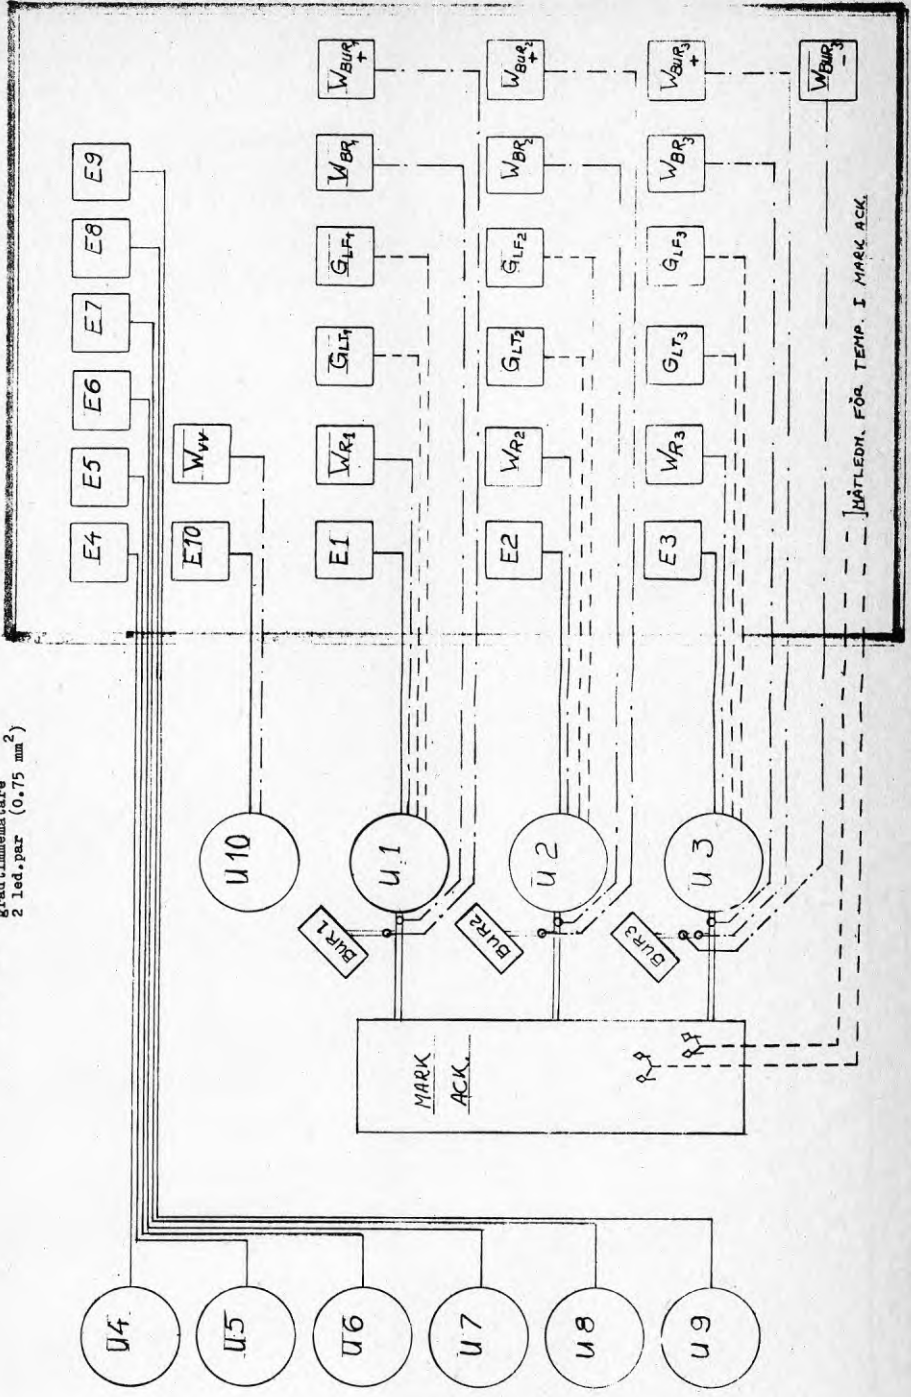 gradtimmemätare
2 led.par (0.75 mm2)
E9
E8
E7
E6
E5
E4
WVV
E10
WBUR1
+
WBR1
GLF1
GLT1
WR1
E1
WBUR2
+
WBR2
GLF2
GLT2
WR2
E2
WBUR3
+
WBR3
GLF3
GLT3
WR3
E3
WBUR3
-
MÄTLEDN. FÖR TEMP. I MARK ACK.
U10
U1
U2
U3
BUR1
BUR2
BUR3
MARK
ACK.
U4
U5
U6
U7
U8
U9